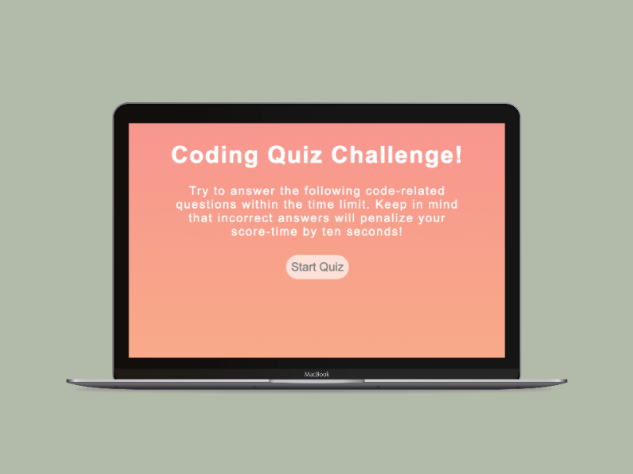 Coding Quiz Challenge!
Try to answer the following code-related
questions within the time limit. Keep in mind
that incorrect answers will penalize your
score-time by ten seconds!
Start Quiz
MacBook